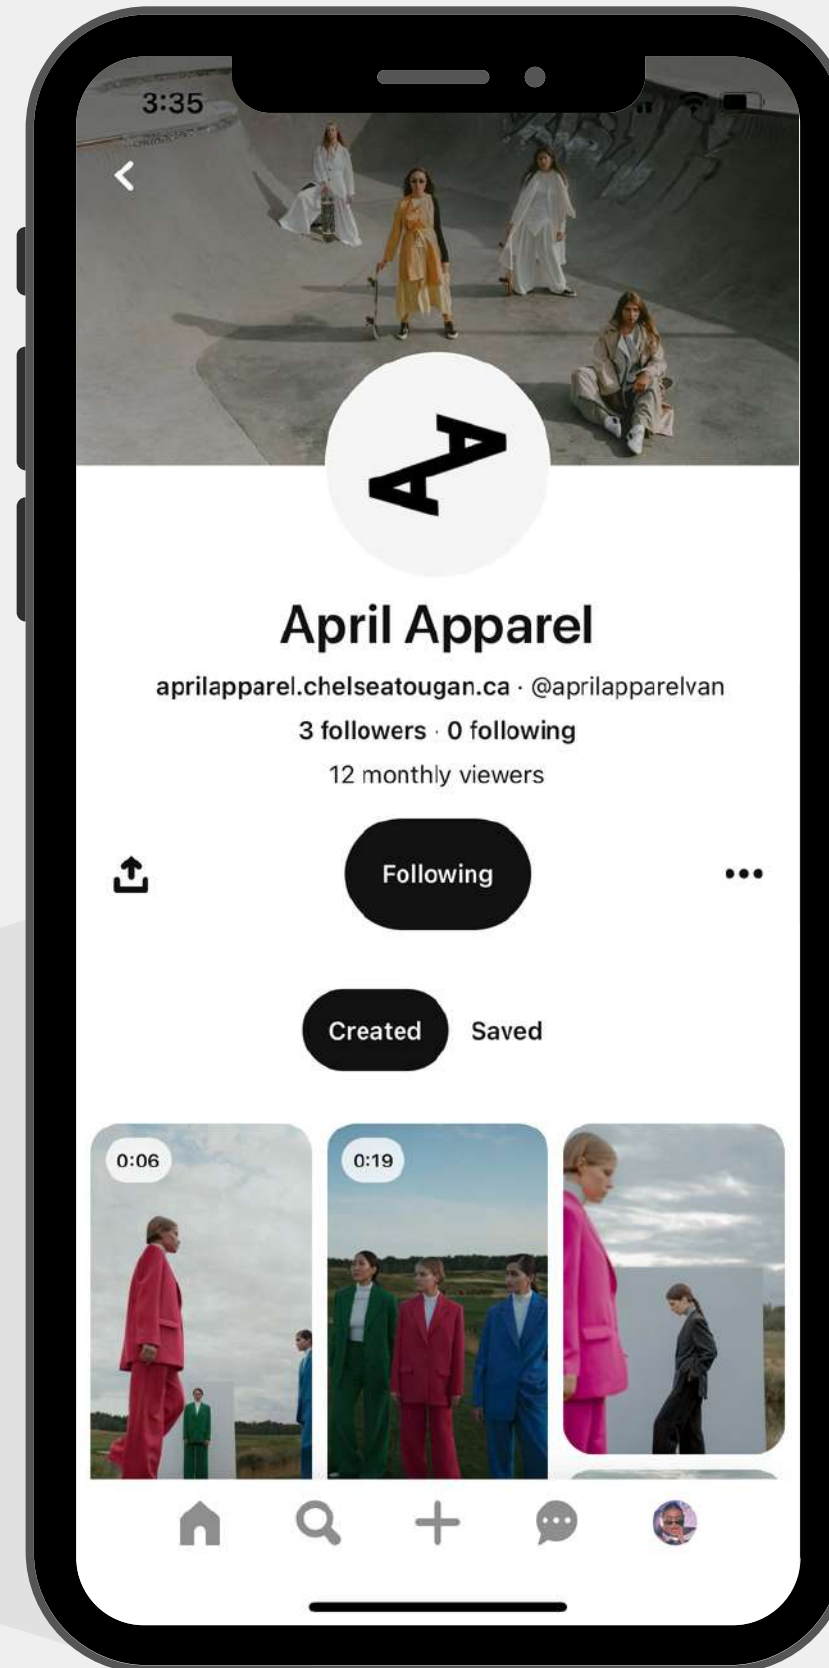 3:35
April Apparel
aprilapparel.chelseatougan.ca · @aprilapparelvan
3 followers · 0 following
12 monthly viewers
Following
Created Saved
0:06 0:19